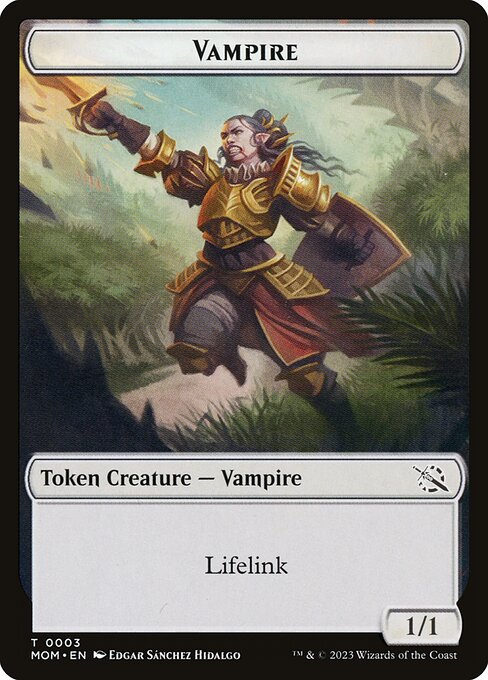 Vampire
Token Creature — Vampire
Lifelink
1/1
T 0003
MOM • EN Edgar Sánchez Hidalgo
™ & © 2023 Wizards of the Coast